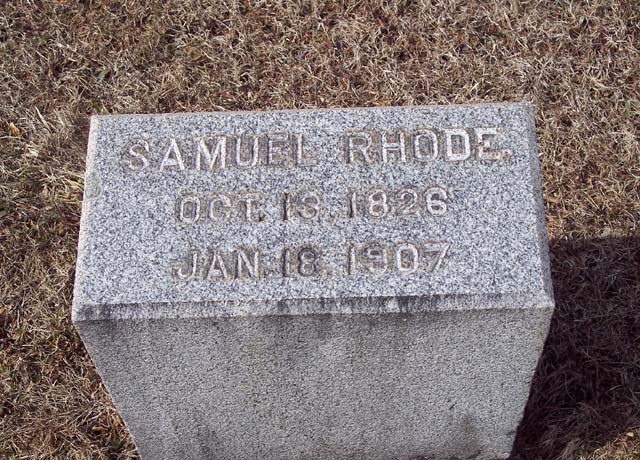 SAMUEL RHODE.
OCT. 13. 1826
JAN. 18. 1907